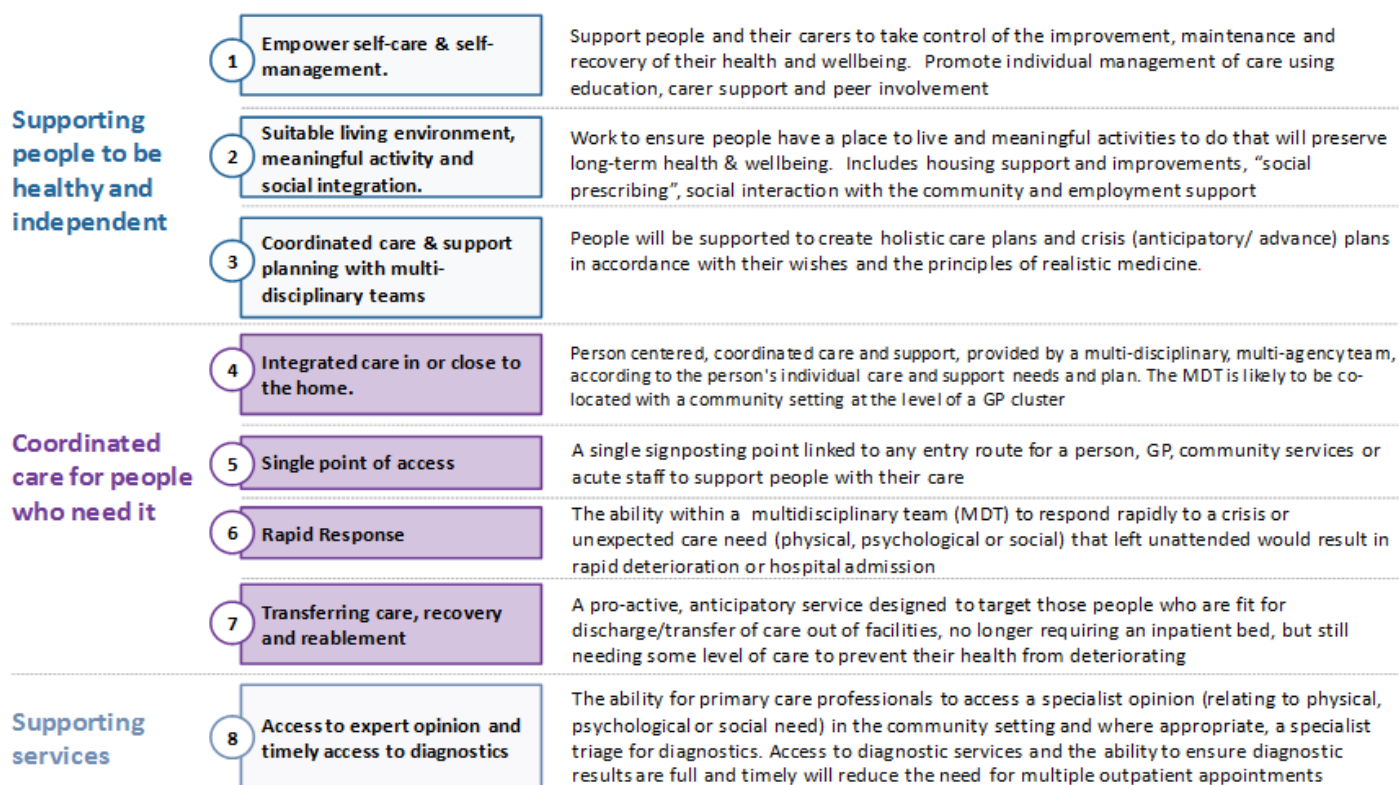 Supporting
people to be
healthy and
independent
1
Empower self-care & self-
management.
Support people and their carers to take control of the improvement, maintenance and
recovery of their health and wellbeing. Promote individual management of care using
education, carer support and peer involvement
2
Suitable living environment,
meaningful activity and
social integration.
Work to ensure people have a place to live and meaningful activities to do that will preserve
long-term health & wellbeing. Includes housing support and improvements, “social
prescribing”, social interaction with the community and employment support
3
Coordinated care & support
planning with multi-
disciplinary teams
People will be supported to create holistic care plans and crisis (anticipatory/ advance) plans
in accordance with their wishes and the principles of realistic medicine.
Coordinated
care for people
who need it
4
Integrated care in or close to
the home.
Person centered, coordinated care and support, provided by a multi-disciplinary, multi-agency team,
according to the person's individual care and support needs and plan. The MDT is likely to be co-
located with a community setting at the level of a GP cluster
5
Single point of access
A single signposting point linked to any entry route for a person, GP, community services or
acute staff to support people with their care
6
Rapid Response
The ability within a multidisciplinary team (MDT) to respond rapidly to a crisis or
unexpected care need (physical, psychological or social) that left unattended would result in
rapid deterioration or hospital admission
7
Transferring care, recovery
and reablement
A pro-active, anticipatory service designed to target those people who are fit for
discharge/transfer of care out of facilities, no longer requiring an inpatient bed, but still
needing some level of care to prevent their health from deteriorating
Supporting
services
8
Access to expert opinion and
timely access to diagnostics
The ability for primary care professionals to access a specialist opinion (relating to physical,
psychological or social need) in the community setting and where appropriate, a specialist
triage for diagnostics. Access to diagnostic services and the ability to ensure diagnostic
results are full and timely will reduce the need for multiple outpatient appointments